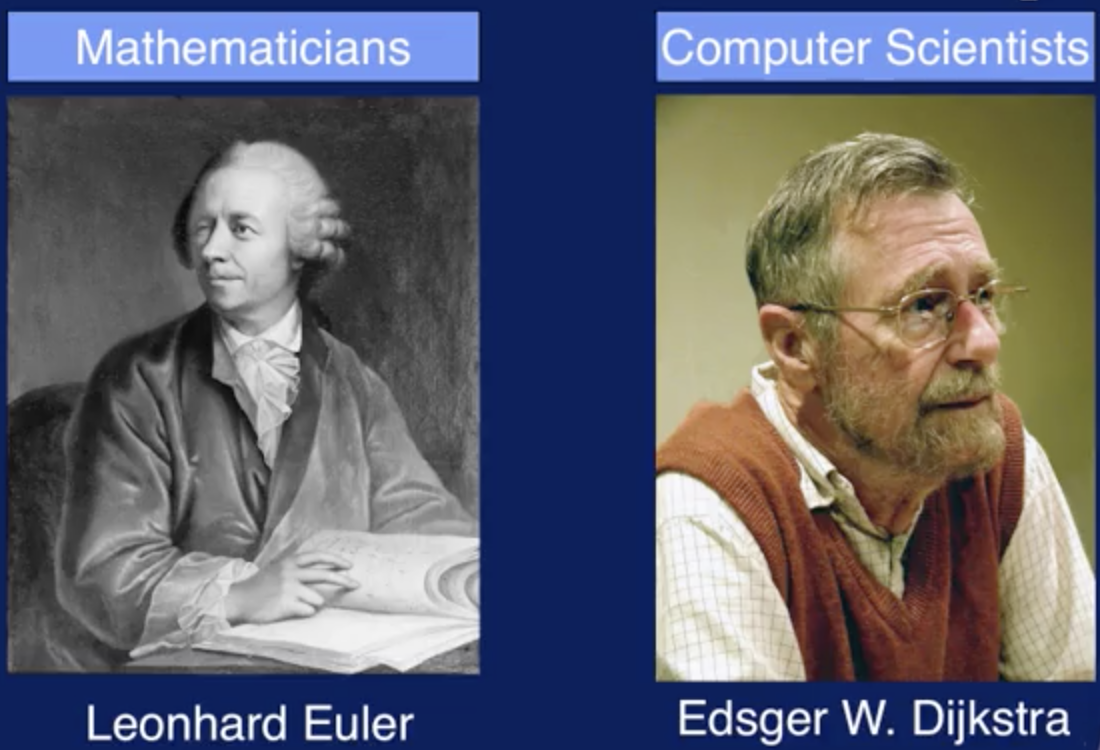 Mathematicians
Computer Scientists
Leonhard Euler
Edsger W. Dijkstra